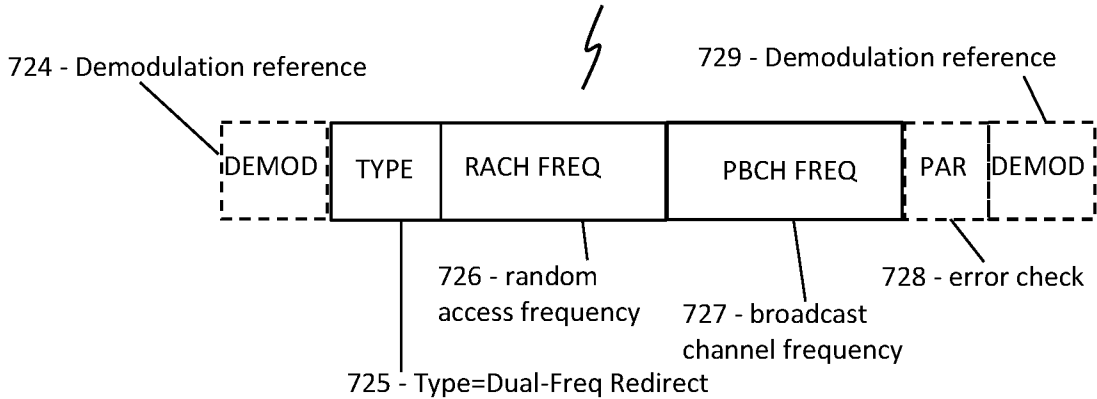 724 - Demodulation reference
729 - Demodulation reference
DEMOD
TYPE
RACH FREQ
PBCH FREQ
PAR
DEMOD
726 - random
access frequency
727 - broadcast
channel frequency
728 - error check
725 - Type=Dual-Freq Redirect